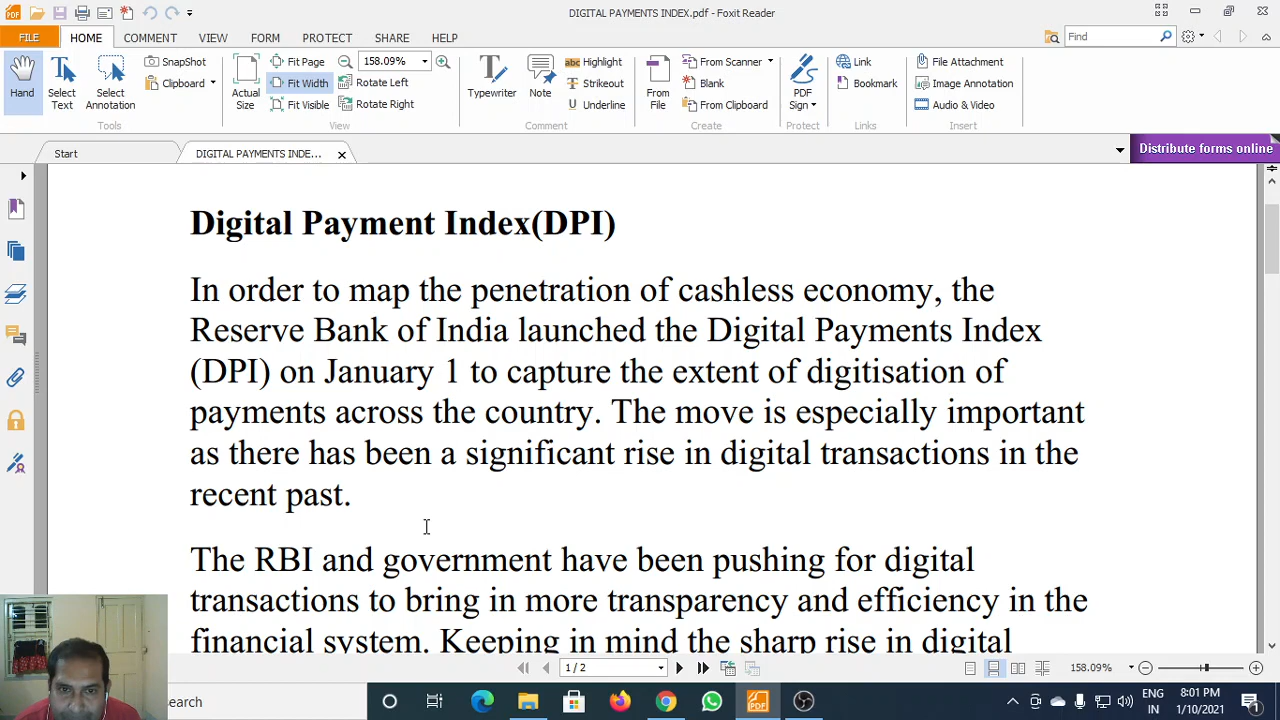 DIGITAL PAYMENTS INDEX.pdf - Foxit Reader
FILE HOME COMMENT VIEW FORM PROTECT SHARE HELP Find
Hand Select Text Select Annotation SnapShot Clipboard Actual Size Fit Page Fit Width Fit Visible 158.09% Rotate Left Rotate Right Typewriter Note Highlight Strikeout Underline From File From Scanner Blank From Clipboard PDF Sign Link Bookmark File Attachment Image Annotation Audio & Video
Tools View Comment Create Protect Links Insert
Start DIGITAL PAYMENTS INDE... Distribute forms online
Digital Payment Index(DPI)
In order to map the penetration of cashless economy, the
Reserve Bank of India launched the Digital Payments Index
(DPI) on January 1 to capture the extent of digitisation of
payments across the country. The move is especially important
as there has been a significant rise in digital transactions in the
recent past.
The RBI and government have been pushing for digital
transactions to bring in more transparency and efficiency in the
financial system. Keeping in mind the sharp rise in digital
1 / 2 158.09%
search ENG 8:01 PM
IN 1/10/2021